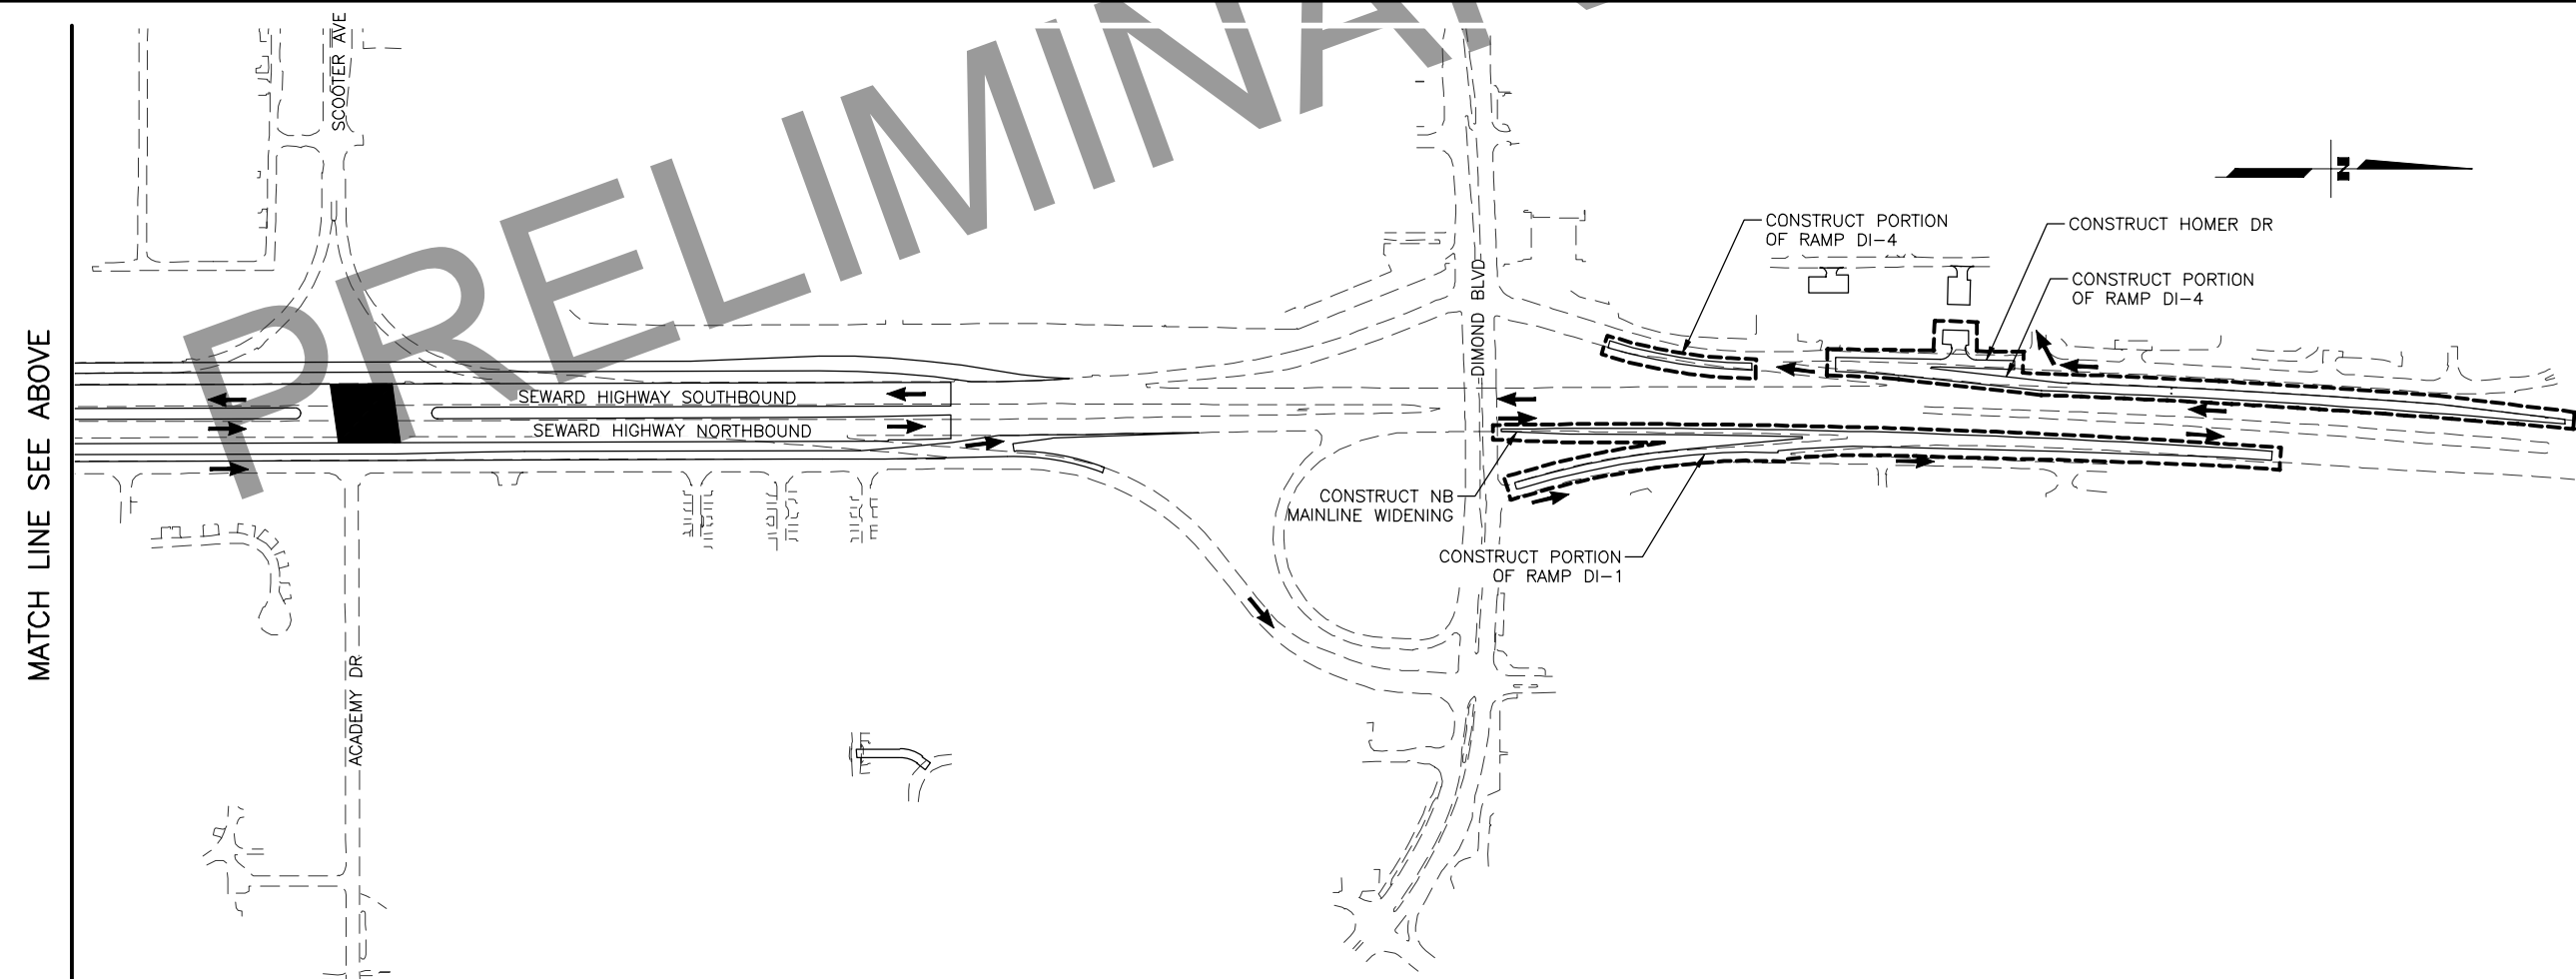 PRELIMINA
SCOOTER AVE
MATCH LINE SEE ABOVE
SEWARD HIGHWAY SOUTHBOUND
SEWARD HIGHWAY NORTHBOUND
ACADEMY DR
DIMOND BLVD
CONSTRUCT PORTION
OF RAMP DI-4
CONSTRUCT HOMER DR
CONSTRUCT PORTION
OF RAMP DI-4
CONSTRUCT NB
MAINLINE WIDENING
CONSTRUCT PORTION
OF RAMP DI-1
N